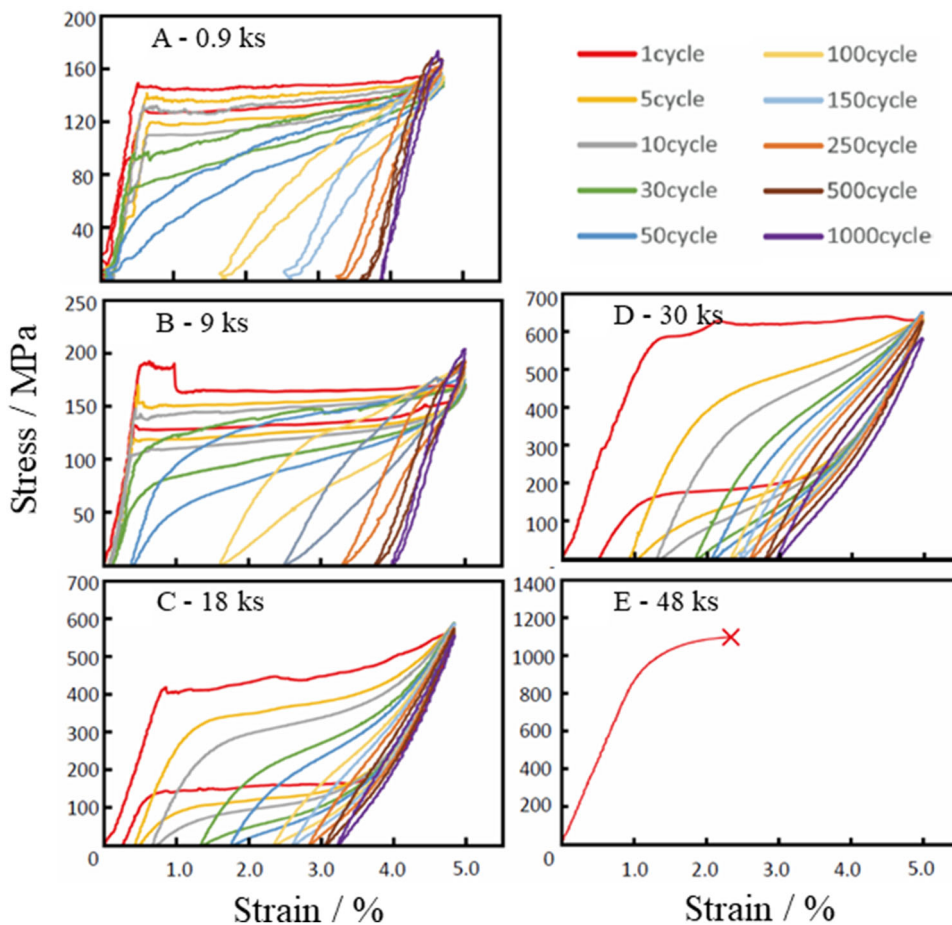 Stress / MPa
A - 0.9 ks
200
160
120
80
40
1cycle
5cycle
10cycle
30cycle
50cycle
100cycle
150cycle
250cycle
500cycle
1000cycle
B - 9 ks
250
200
150
100
50
D - 30 ks
700
600
500
400
300
200
100
-
C - 18 ks
700
600
500
400
300
200
100
0
1.0 2.0 3.0 4.0 5.0
Strain / %
E - 48 ks
1400
1200
1000
800
600
400
200
0
1.0 2.0 3.0 4.0 5.0
Strain / %